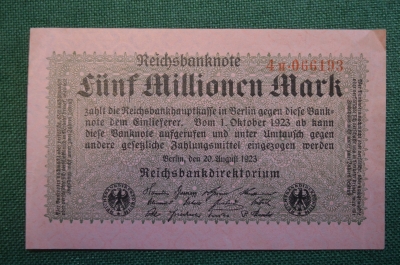 Reichsbanknote
4 a·066193
Fünf Millionen Mark
zahlt die Reichsbankhauptkasse in Berlin gegen diese Bank-
note dem Einlieferer. Vom 1. Oktober 1923 ab kann
diese Banknote aufgerufen und unter Umtausch gegen
andere gesetzliche Zahlungsmittel eingezogen werden
Berlin, den 20. August 1923
Reichsbankdirektorium